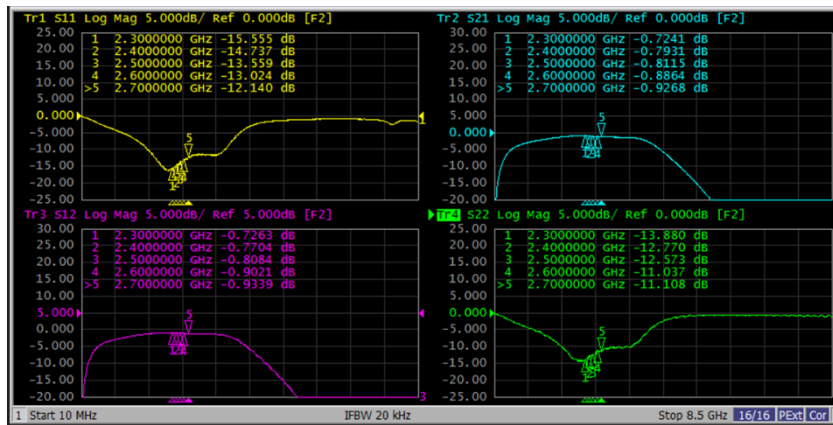 Tr1 S11 Log Mag 5.000dB/ Ref 0.000dB [F2]
25.00
20.00
15.00
10.00
5.000
0.000
-5.000
-10.00
-15.00
-20.00
-25.00
1 2.3000000 GHz -15.555 dB
2 2.4000000 GHz -14.737 dB
3 2.5000000 GHz -13.559 dB
4 2.6000000 GHz -13.024 dB
>5 2.7000000 GHz -12.140 dB
5
1
Tr2 S21 Log Mag 5.000dB/ Ref 0.000dB [F2]
30.00
25.00
20.00
15.00
10.00
5.000
0.000
-5.000
-10.00
-15.00
-20.00
1 2.3000000 GHz -0.7241 dB
2 2.4000000 GHz -0.7931 dB
3 2.5000000 GHz -0.8115 dB
4 2.6000000 GHz -0.8864 dB
>5 2.7000000 GHz -0.9268 dB
5
Tr3 S12 Log Mag 5.000dB/ Ref 5.000dB [F2]
30.00
25.00
20.00
15.00
10.00
5.000
0.000
-5.000
-10.00
-15.00
-20.00
1 2.3000000 GHz -0.7263 dB
2 2.4000000 GHz -0.7704 dB
3 2.5000000 GHz -0.8084 dB
4 2.6000000 GHz -0.9021 dB
>5 2.7000000 GHz -0.9339 dB
5
3
Tr4 S22 Log Mag 5.000dB/ Ref 0.000dB [F2]
25.00
20.00
15.00
10.00
5.000
0.000
-5.000
-10.00
-15.00
-20.00
-25.00
1 2.3000000 GHz -13.880 dB
2 2.4000000 GHz -12.770 dB
3 2.5000000 GHz -12.573 dB
4 2.6000000 GHz -11.037 dB
>5 2.7000000 GHz -11.108 dB
5
1 Start 10 MHz IFBW 20 kHz Stop 8.5 GHz 16/16 PExt Cor